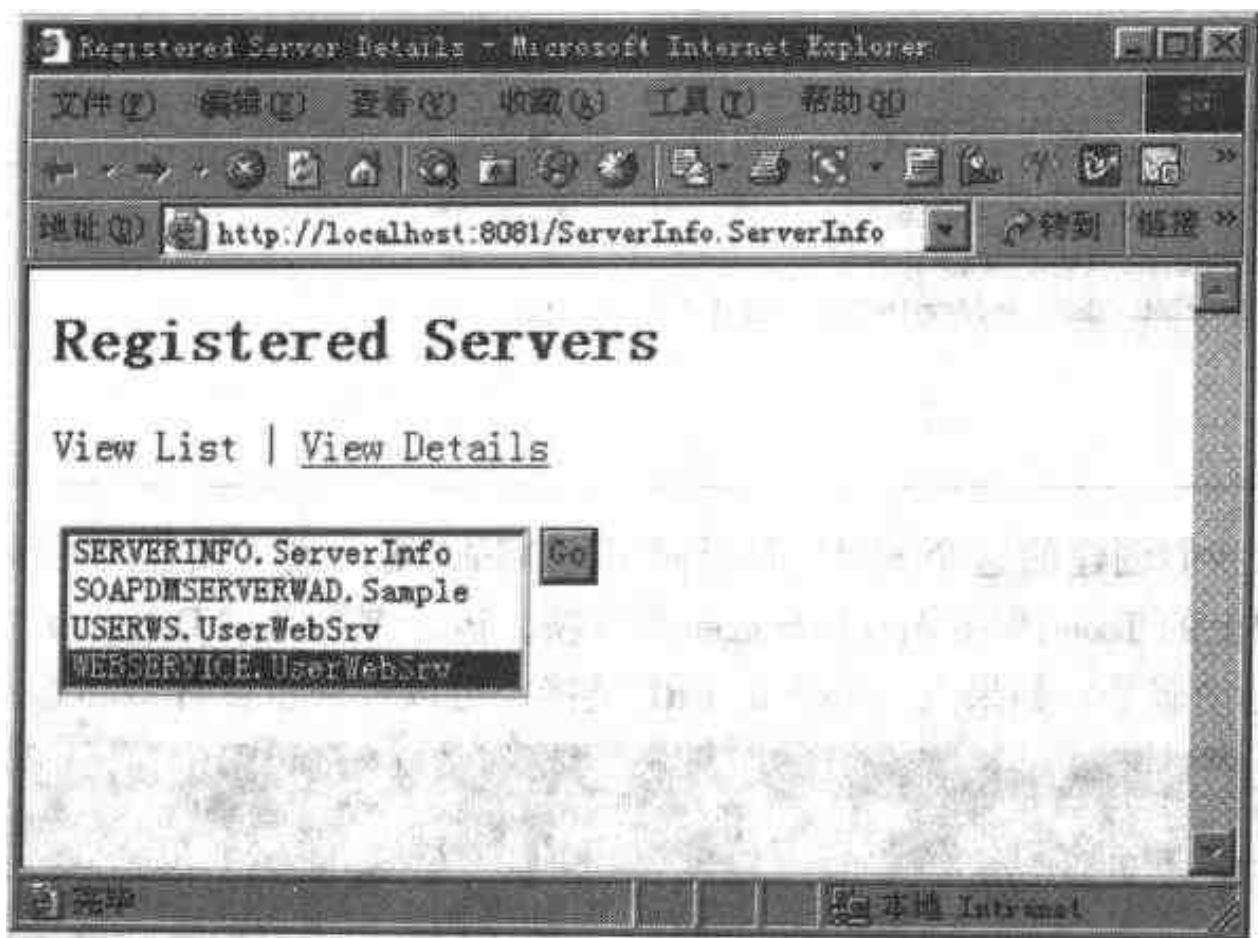 Registered Server Details - Microsoft Internet Explorer
文件(F) 编辑(E) 查看(V) 收藏(A) 工具(T) 帮助(H)
地址(D) http://localhost:8081/ServerInfo.ServerInfo 转到 链接 »
Registered Servers
View List | View Details
SERVERINFO.ServerInfo Go
SOAPDMSERVERWAD.Sample
USERWS.UserWebSrv
WEBSERVICE.UserWebSrv
完毕 本地 Intranet